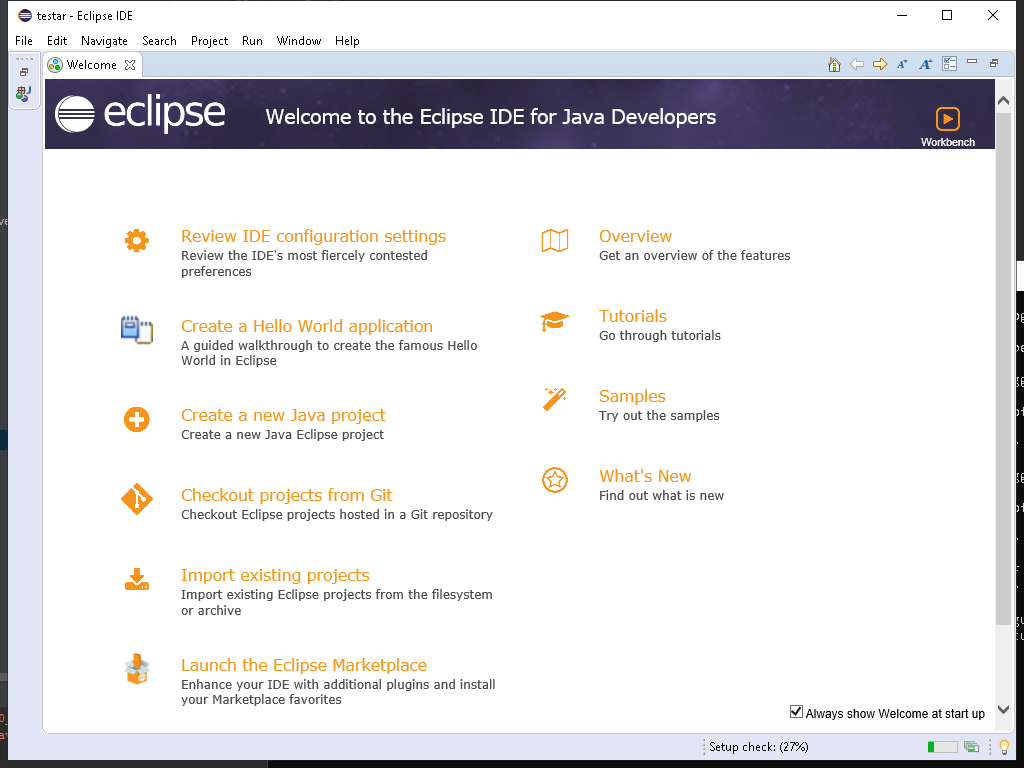 testar - Eclipse IDE
File Edit Navigate Search Project Run Window Help
Welcome
eclipse
Welcome to the Eclipse IDE for Java Developers
Workbench
Review IDE configuration settings
Review the IDE's most fiercely contested
preferences
Create a Hello World application
A guided walkthrough to create the famous Hello
World in Eclipse
Create a new Java project
Create a new Java Eclipse project
Checkout projects from Git
Checkout Eclipse projects hosted in a Git repository
Import existing projects
Import existing Eclipse projects from the filesystem
or archive
Launch the Eclipse Marketplace
Enhance your IDE with additional plugins and install
your Marketplace favorites
Overview
Get an overview of the features
Tutorials
Go through tutorials
Samples
Try out the samples
What's New
Find out what is new
Always show Welcome at start up
Setup check: (27%)